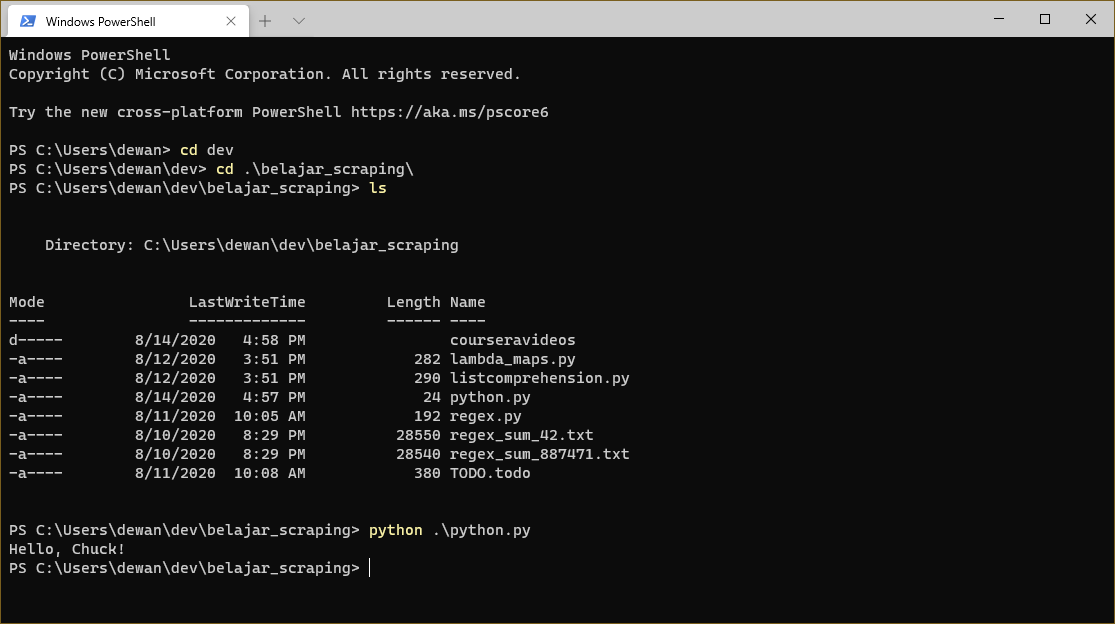 Windows PowerShell
Windows PowerShell
Copyright (C) Microsoft Corporation. All rights reserved.
Try the new cross-platform PowerShell https://aka.ms/pscore6
PS C:\Users\dewan> cd dev
PS C:\Users\dewan\dev> cd .\belajar_scraping\
PS C:\Users\dewan\dev\belajar_scraping> ls
    Directory: C:\Users\dewan\dev\belajar_scraping
Mode                LastWriteTime         Length Name
----                -------------         ------ ----
d-----        8/14/2020   4:58 PM                courseravideos
-a----        8/12/2020   3:51 PM            282 lambda_maps.py
-a----        8/12/2020   3:51 PM            290 listcomprehension.py
-a----        8/14/2020   4:57 PM             24 python.py
-a----        8/11/2020  10:05 AM            192 regex.py
-a----        8/10/2020   8:29 PM          28550 regex_sum_42.txt
-a----        8/10/2020   8:29 PM          28540 regex_sum_887471.txt
-a----        8/11/2020  10:08 AM            380 TODO.todo
PS C:\Users\dewan\dev\belajar_scraping> python .\python.py
Hello, Chuck!
PS C:\Users\dewan\dev\belajar_scraping>